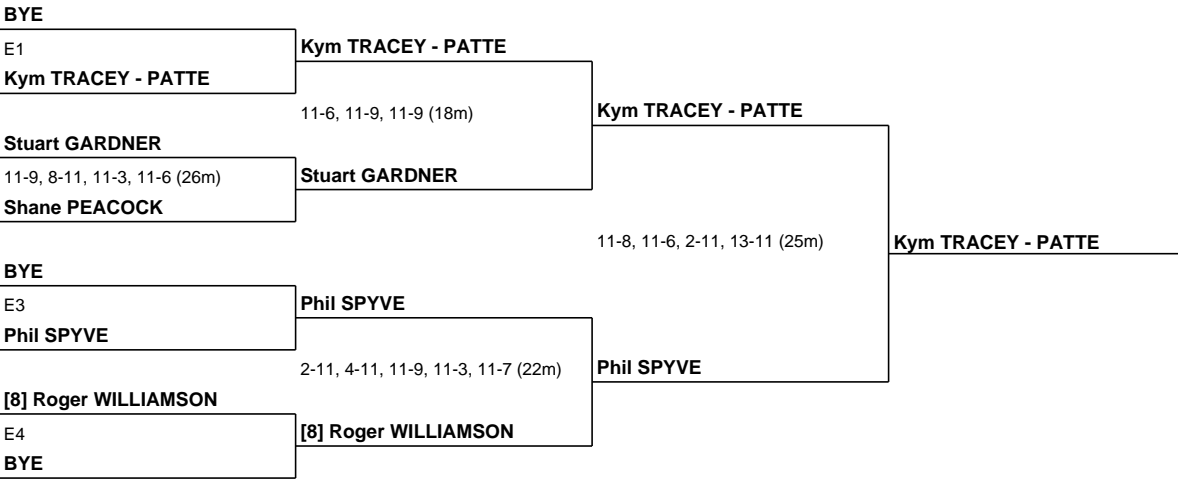 BYE
E1
Kym TRACEY - PATTE
Stuart GARDNER
11-9, 8-11, 11-3, 11-6 (26m)
Shane PEACOCK
BYE
E3
Phil SPYVE
[8] Roger WILLIAMSON
E4
BYE
Kym TRACEY - PATTE
11-6, 11-9, 11-9 (18m)
Stuart GARDNER
Phil SPYVE
2-11, 4-11, 11-9, 11-3, 11-7 (22m)
[8] Roger WILLIAMSON
Kym TRACEY - PATTE
11-8, 11-6, 2-11, 13-11 (25m)
Phil SPYVE
Kym TRACEY - PATTE